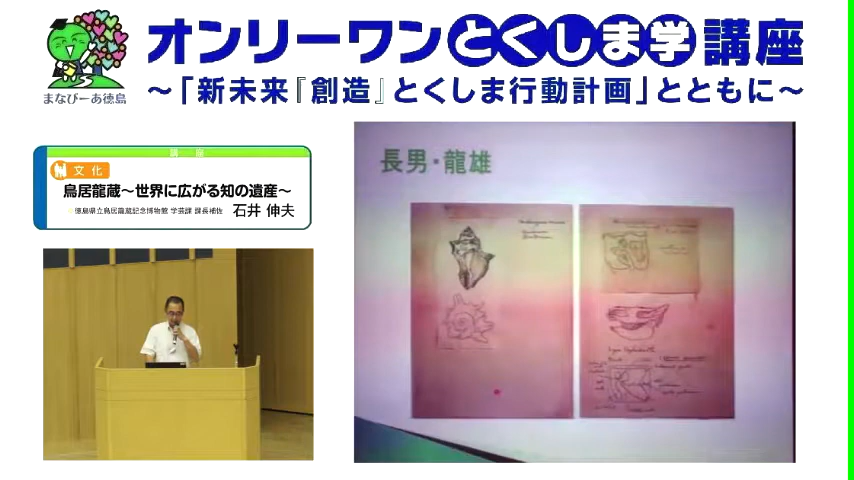 オンリーワンとくしま学講座
～「新未来『創造』とくしま行動計画」とともに～
まなびーあ徳島
講 座
文化
鳥居龍蔵～世界に広がる知の遺産～
徳島県立鳥居龍蔵記念博物館 学芸課 課長補佐 石井 伸夫
長男・龍雄